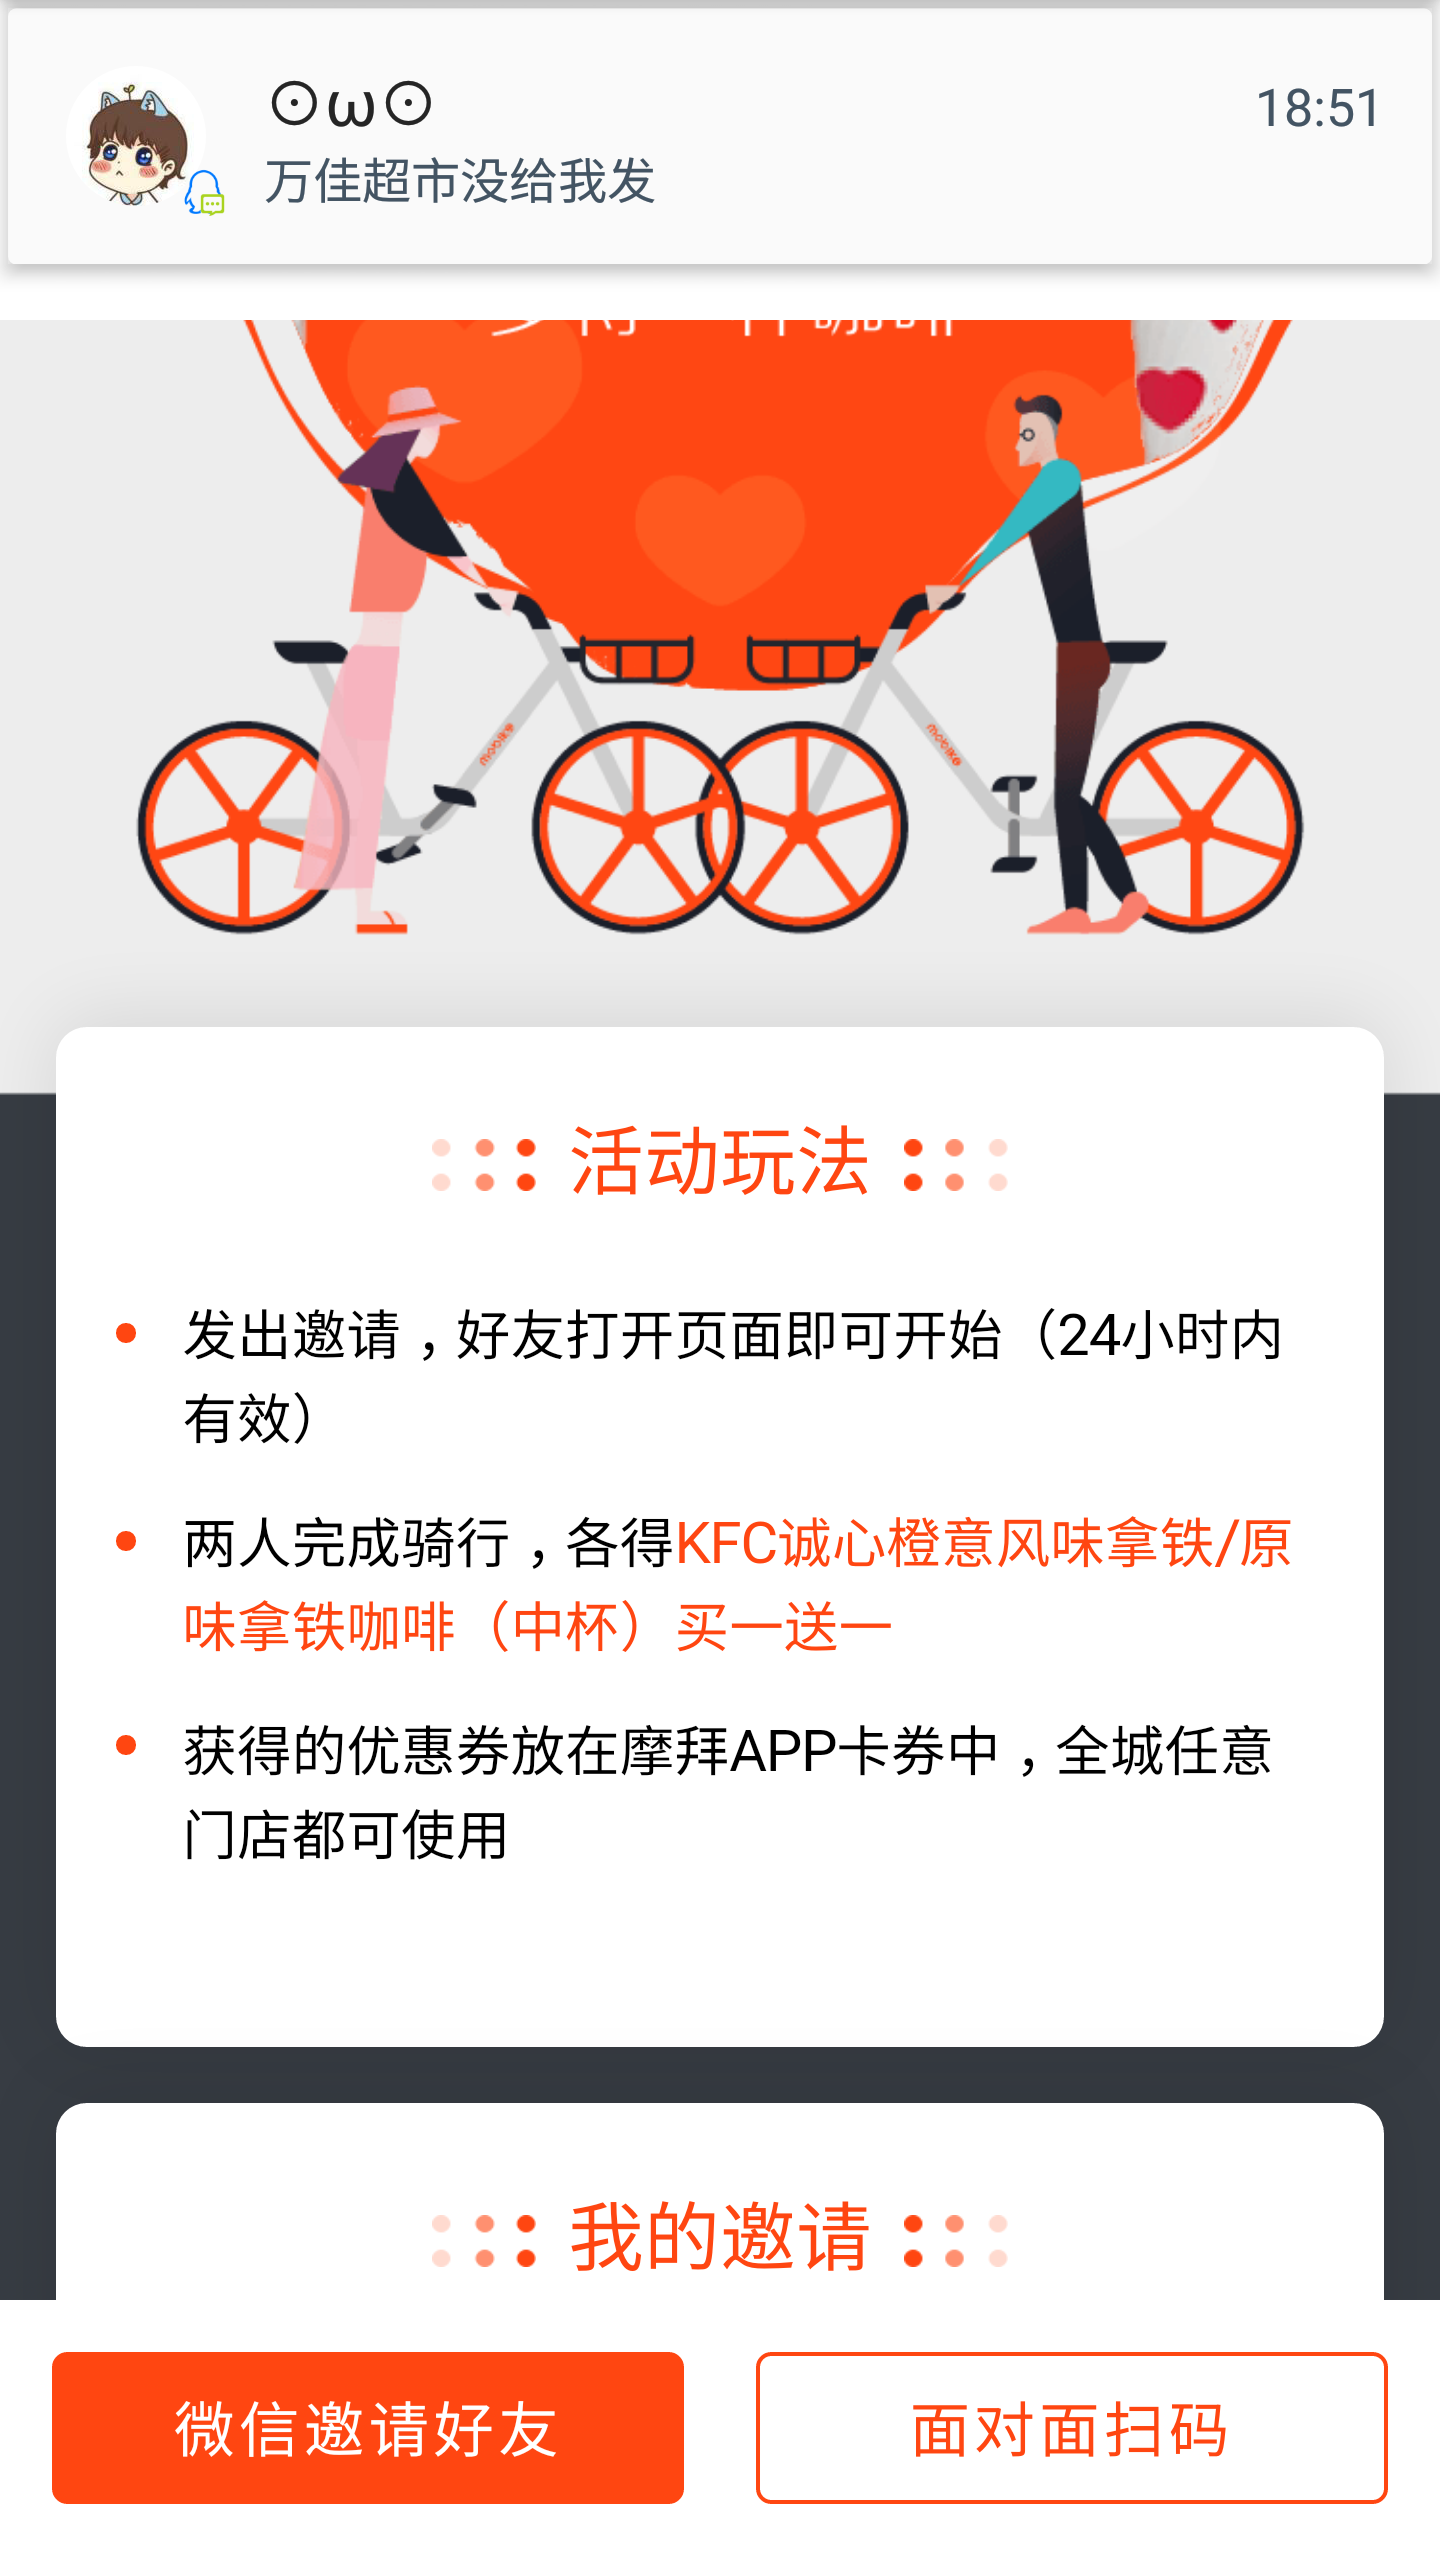 ⊙ω⊙
18:51
万佳超市没给我发
mobike
mobike
活动玩法
发出邀请，好友打开页面即可开始（24小时内
有效）
两人完成骑行，各得KFC诚心橙意风味拿铁/原
味拿铁咖啡（中杯）买一送一
获得的优惠券放在摩拜APP卡券中，全城任意
门店都可使用
我的邀请
微信邀请好友
面对面扫码